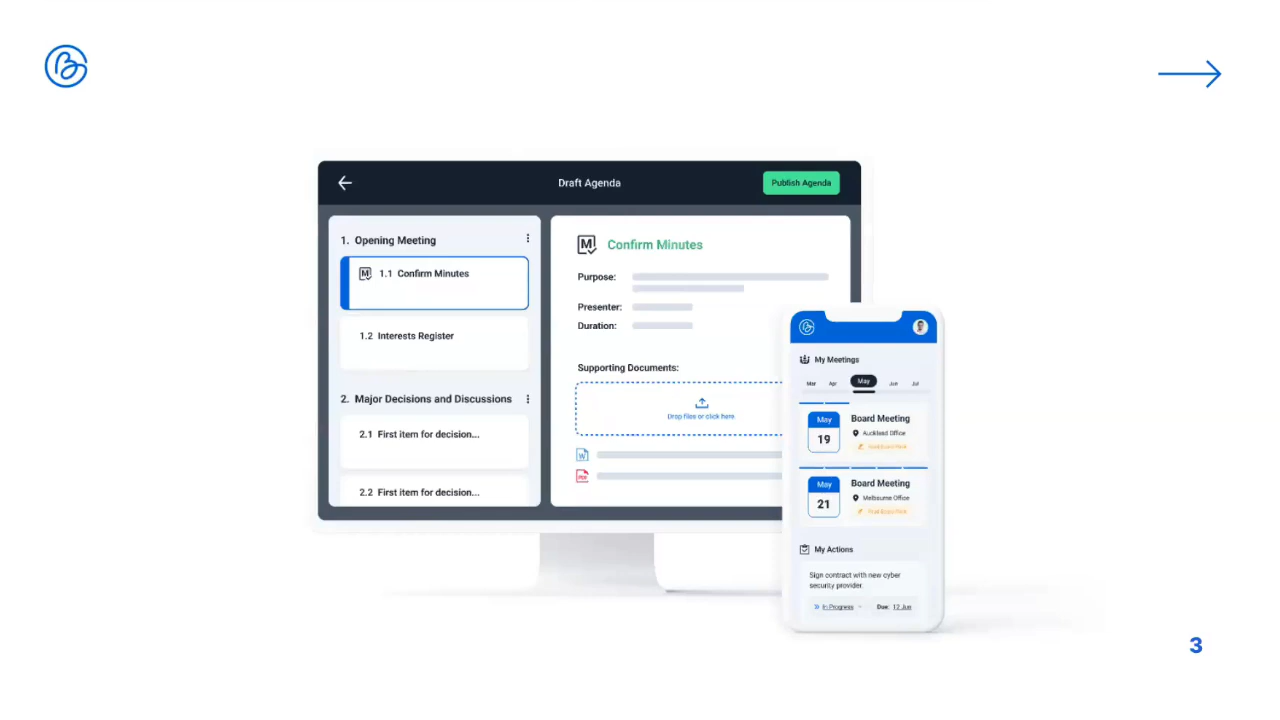 Draft Agenda
Publish Agenda
1. Opening Meeting
1.1 Confirm Minutes
1.2 Interests Register
2. Major Decisions and Discussions
2.1 First item for decision...
2.2 First item for decision...
M
Confirm Minutes
Purpose:
Presenter:
Duration:
Supporting Documents:
Drop files or click here
W
PDF
My Meetings
Mar Apr May Jun Jul
May 19
Board Meeting
Auckland Office
May 21
Board Meeting
Melbourne Office
My Actions
Sign contract with new cyber
security provider.
In Progress Due: 12 Jun
3